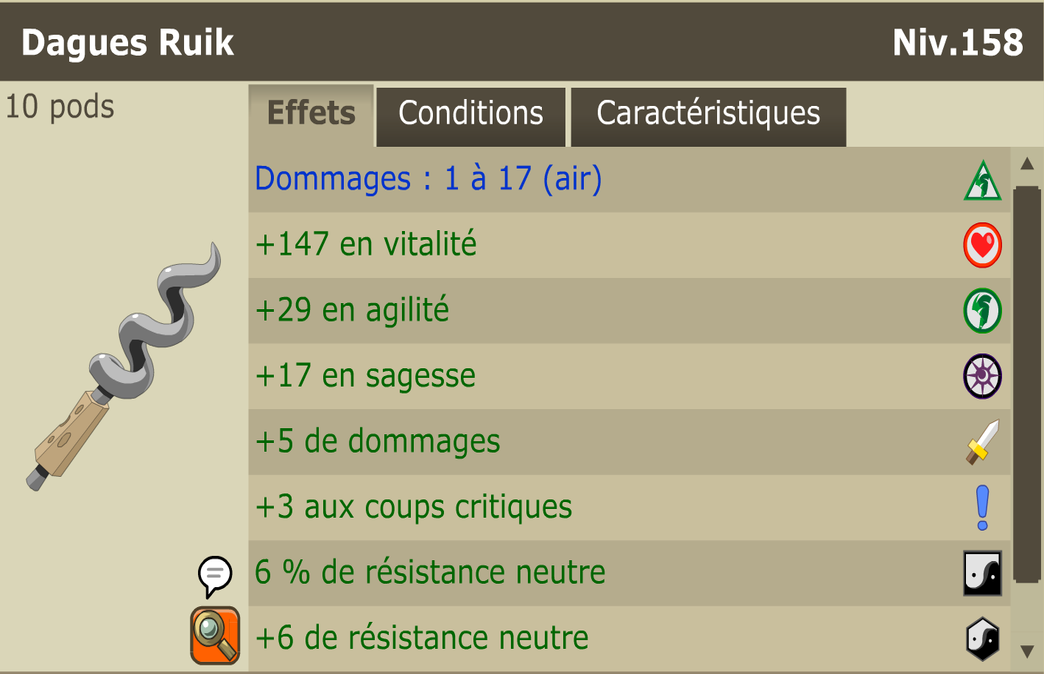 Dagues Ruik
Niv.158
10 pods
Effets
Conditions
Caractéristiques
Dommages : 1 à 17 (air)
+147 en vitalité
+29 en agilité
+17 en sagesse
+5 de dommages
+3 aux coups critiques
6 % de résistance neutre
+6 de résistance neutre